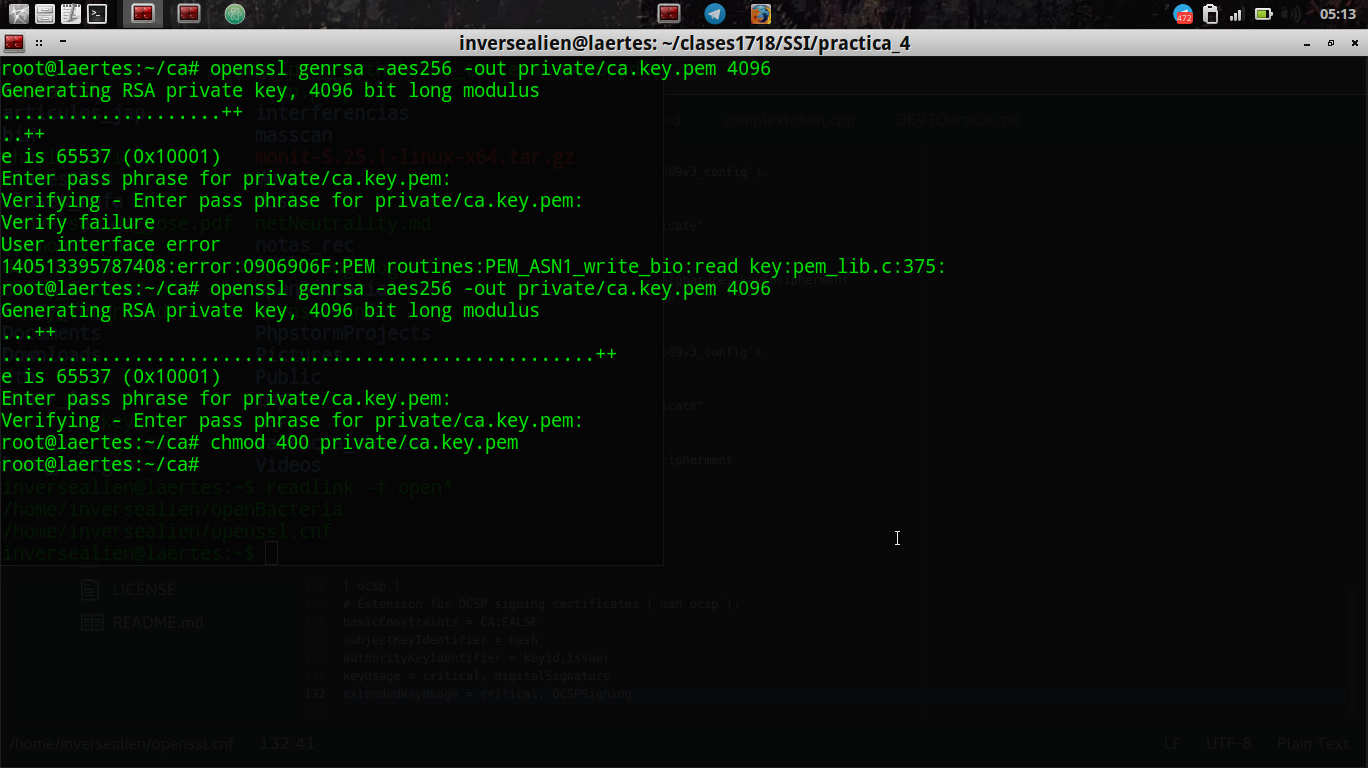 472
05:13
inversealien@laertes: ~/clases1718/SSI/practica_4
root@laertes:~/ca# openssl genrsa -aes256 -out private/ca.key.pem 4096
Generating RSA private key, 4096 bit long modulus
....................++
..++
e is 65537 (0x10001)
Enter pass phrase for private/ca.key.pem:
Verifying - Enter pass phrase for private/ca.key.pem:
Verify failure
User interface error
140513395787408:error:0906906F:PEM routines:PEM_ASN1_write_bio:read key:pem_lib.c:375:
root@laertes:~/ca# openssl genrsa -aes256 -out private/ca.key.pem 4096
Generating RSA private key, 4096 bit long modulus
...++
......................................................++
e is 65537 (0x10001)
Enter pass phrase for private/ca.key.pem:
Verifying - Enter pass phrase for private/ca.key.pem:
root@laertes:~/ca# chmod 400 private/ca.key.pem
root@laertes:~/ca#
interferencias
masscan
monit-5.25.1-linux-x64.tar.gz
netNeutrality.md
notas_rec
Documents PhpstormProjects
Downloads Pictures
Public
Videos
inversealien@laertes:~$ readlink -f open*
/home/inversealien/openBacteria
/home/inversealien/openssl.cnf
inversealien@laertes:~$
complextoken.cpp
DEVTOarticle.md
LICENSE
README.md
[ ocsp ]
# Extension for OCSP signing certificates (`man ocsp`).
basicConstraints = CA:FALSE
subjectKeyIdentifier = hash
authorityKeyIdentifier = keyid,issuer
keyUsage = critical, digitalSignature
132 extendedKeyUsage = critical, OCSPSigning
/home/inversealien/openssl.cnf 132:41
LF UTF-8 Plain Text